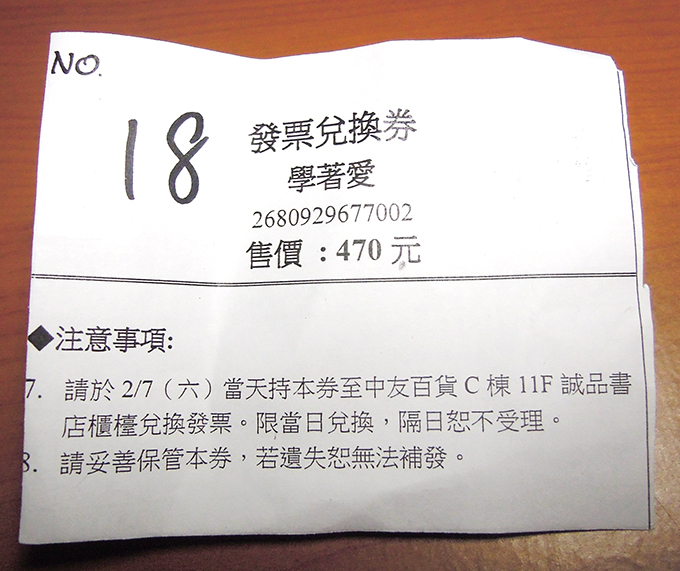 NO.
18
發票兌換券
學著愛
2680929677002
售價：470 元
◆注意事項:
7. 請於 2/7（六）當天持本券至中友百貨 C 棟 11F 誠品書
店櫃檯兌換發票。限當日兌換，隔日恕不受理。
8. 請妥善保管本券，若遺失恕無法補發。